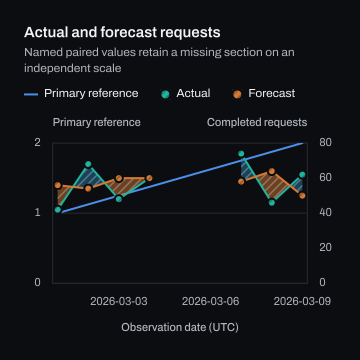 Actual and forecast requests
Named paired values retain a missing section on an
independent scale
Primary reference Actual Forecast
Primary reference Completed requests
2 80
60
1 40
20
0 0
2026-03-03 2026-03-06 2026-03-09
Observation date (UTC)